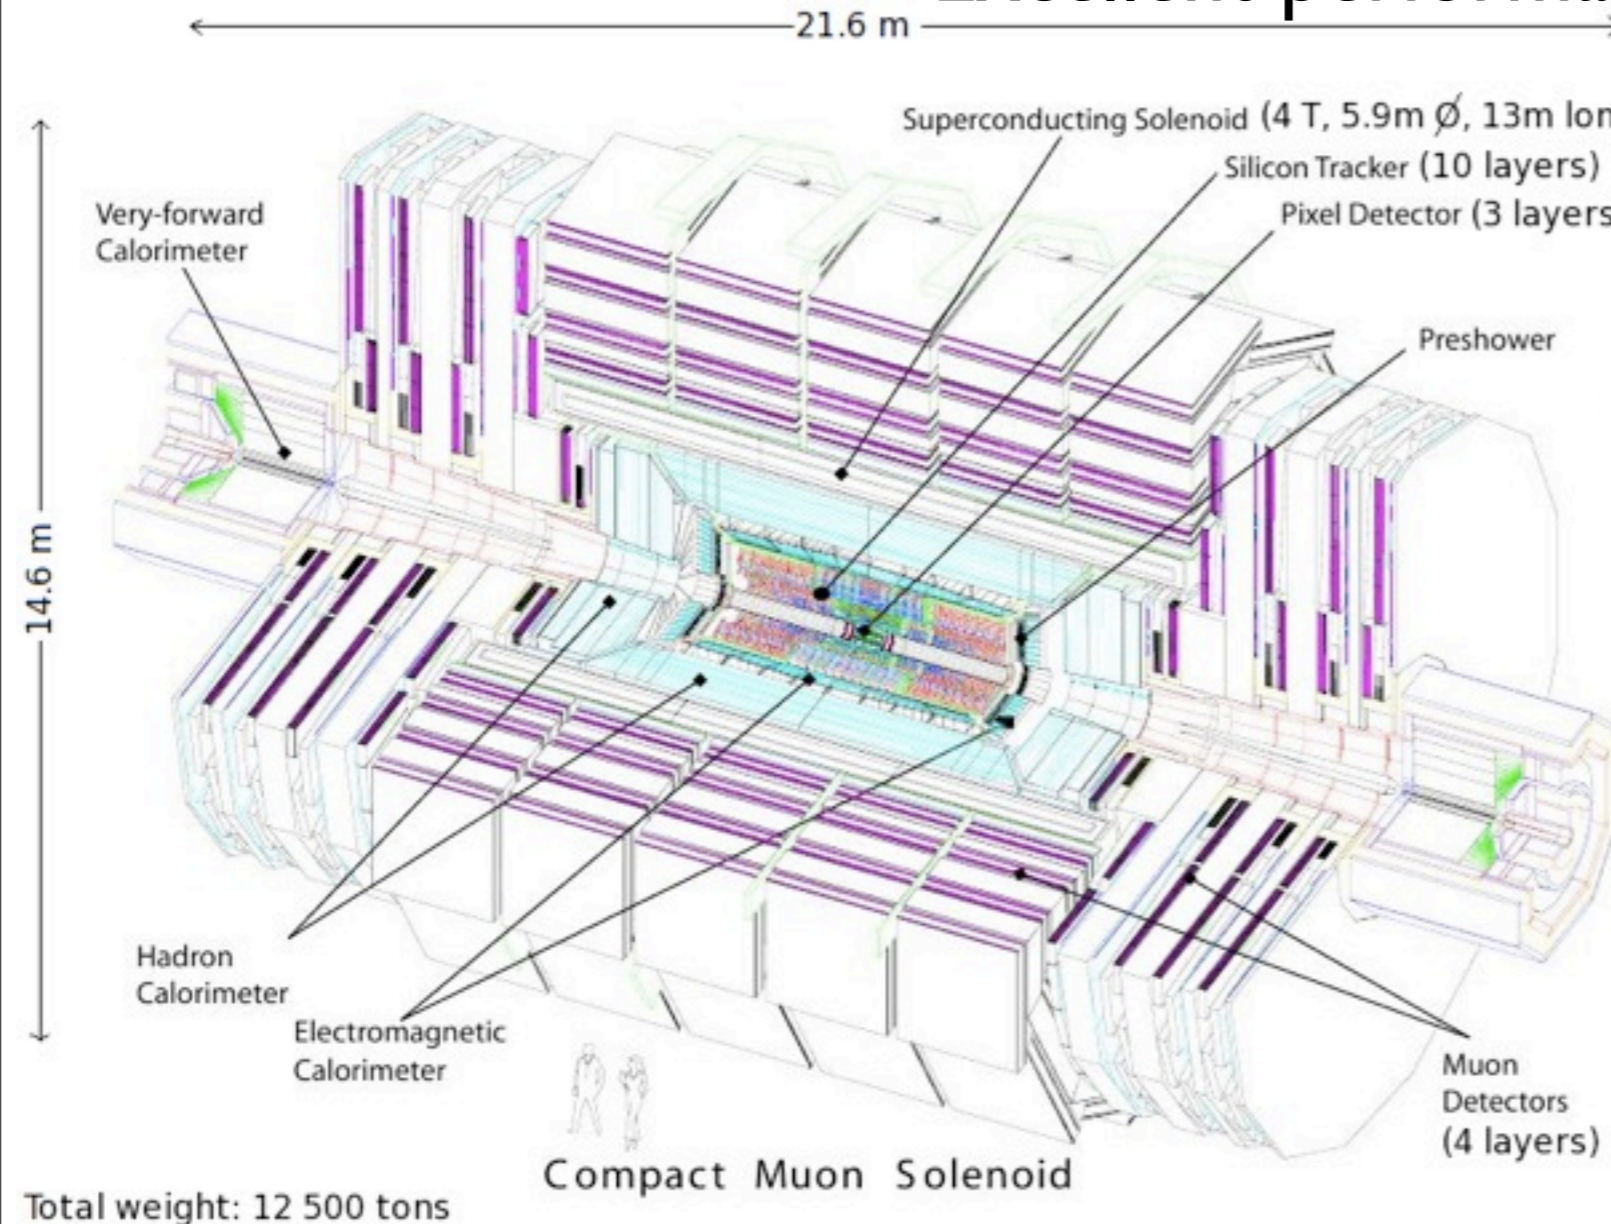 21.6 m
Superconducting Solenoid (4 T, 5.9m Ø, 13m lon
Silicon Tracker (10 layers)
Pixel Detector (3 layers
Very-forward
Calorimeter
Preshower
14.6 m
Hadron
Calorimeter
Electromagnetic
Calorimeter
Muon
Detectors
(4 layers)
Compact Muon Solenoid
Total weight: 12 500 tons